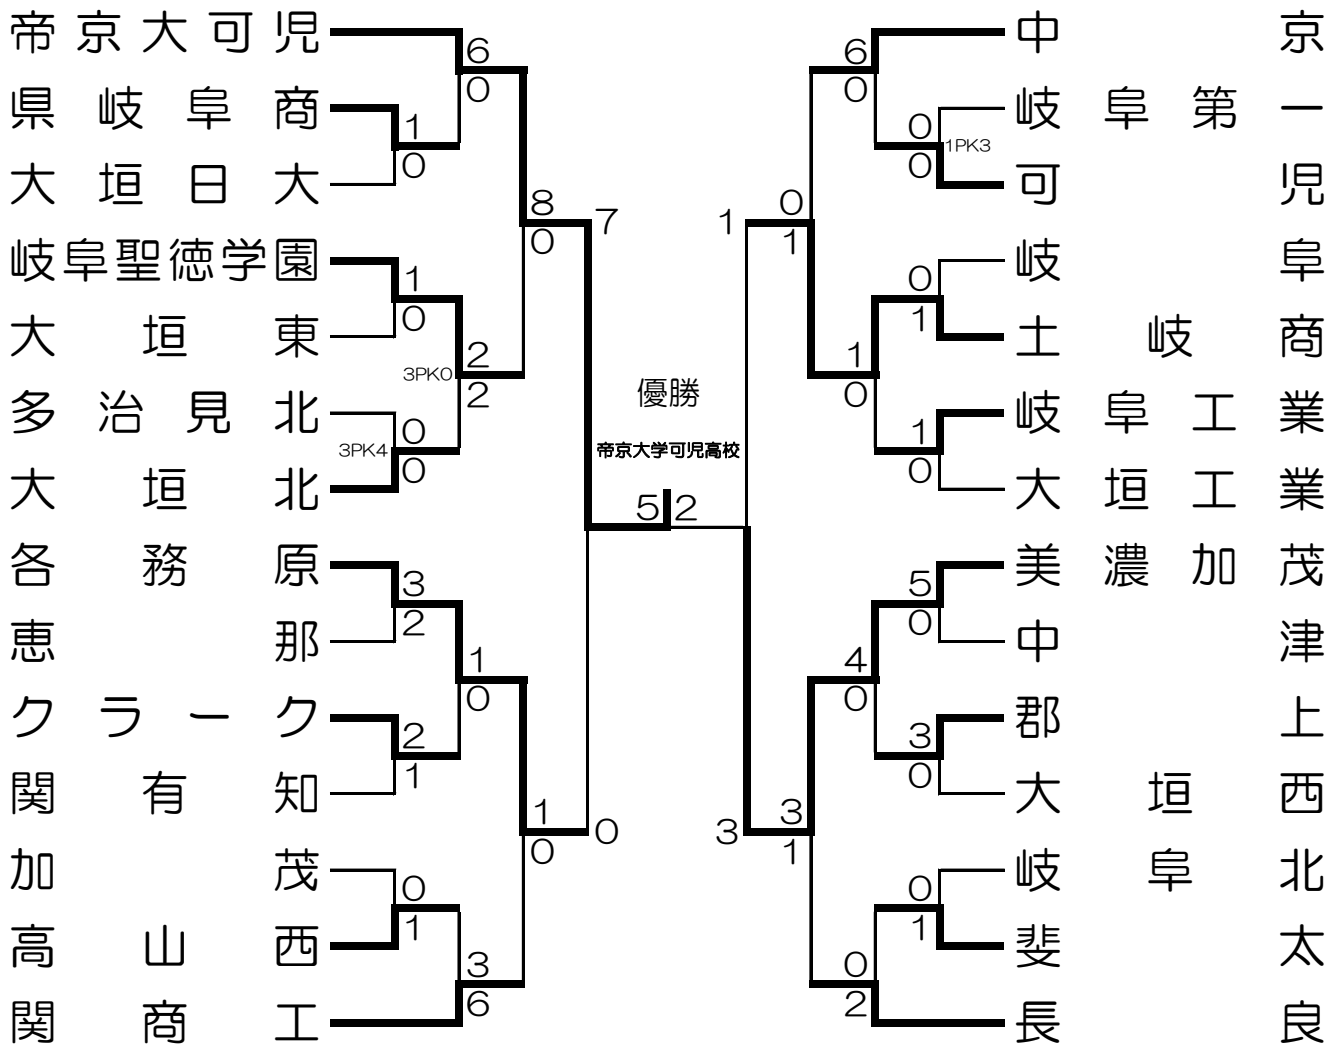 帝京大可児
6
0
県岐阜商
1
0
大垣日大
8
0
7
岐阜聖徳学園
1
0
大垣東
2
3PK0
2
多治見北
0
3PK4
0
大垣北
各務原
3
2
恵那
1
0
クラーク
2
1
関有知
1
0
0
加茂
0
1
高山西
3
6
関商工
優勝
帝京大学可児高校
5 2
中京
6
0
岐阜第一
0
1PK3
0
可児
1
0
1
岐阜
0
1
土岐商
1
0
岐阜工業
1
0
大垣工業
美濃加茂
5
0
中津
4
0
郡上
3
0
大垣西
3
3
1
岐阜北
0
1
斐太
0
2
長良